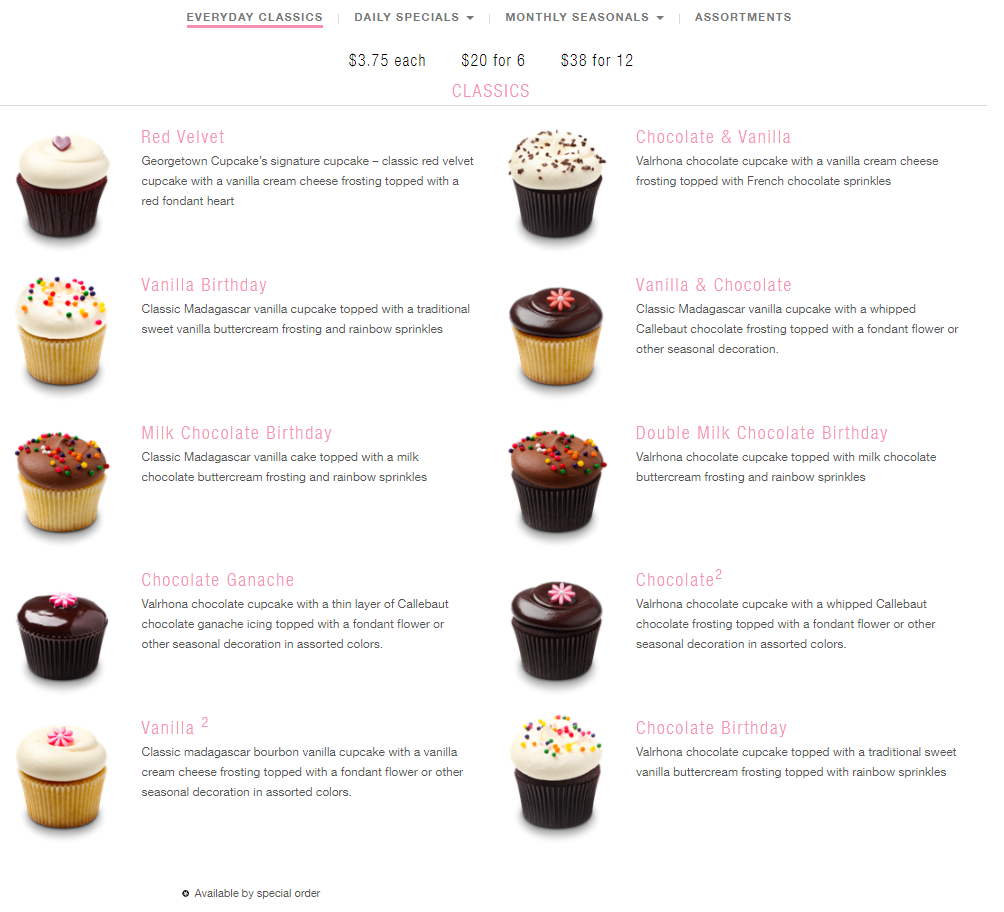 EVERYDAY CLASSICS | DAILY SPECIALS | MONTHLY SEASONALS | ASSORTMENTS
$3.75 each $20 for 6 $38 for 12
CLASSICS
Red Velvet
Georgetown Cupcake’s signature cupcake – classic red velvet
cupcake with a vanilla cream cheese frosting topped with a
red fondant heart
Chocolate & Vanilla
Valrhona chocolate cupcake with a vanilla cream cheese
frosting topped with French chocolate sprinkles
Vanilla Birthday
Classic Madagascar vanilla cupcake topped with a traditional
sweet vanilla buttercream frosting and rainbow sprinkles
Vanilla & Chocolate
Classic Madagascar vanilla cupcake with a whipped
Callebaut chocolate frosting topped with a fondant flower or
other seasonal decoration.
Milk Chocolate Birthday
Classic Madagascar vanilla cake topped with a milk
chocolate buttercream frosting and rainbow sprinkles
Double Milk Chocolate Birthday
Valrhona chocolate cupcake topped with milk chocolate
buttercream frosting and rainbow sprinkles
Chocolate Ganache
Valrhona chocolate cupcake with a thin layer of Callebaut
chocolate ganache icing topped with a fondant flower or
other seasonal decoration in assorted colors.
Chocolate²
Valrhona chocolate cupcake with a whipped Callebaut
chocolate frosting topped with a fondant flower or other
seasonal decoration in assorted colors.
Vanilla ²
Classic madagascar bourbon vanilla cupcake with a vanilla
cream cheese frosting topped with a fondant flower or other
seasonal decoration in assorted colors.
Chocolate Birthday
Valrhona chocolate cupcake topped with a traditional sweet
vanilla buttercream frosting topped with rainbow sprinkles
Available by special order